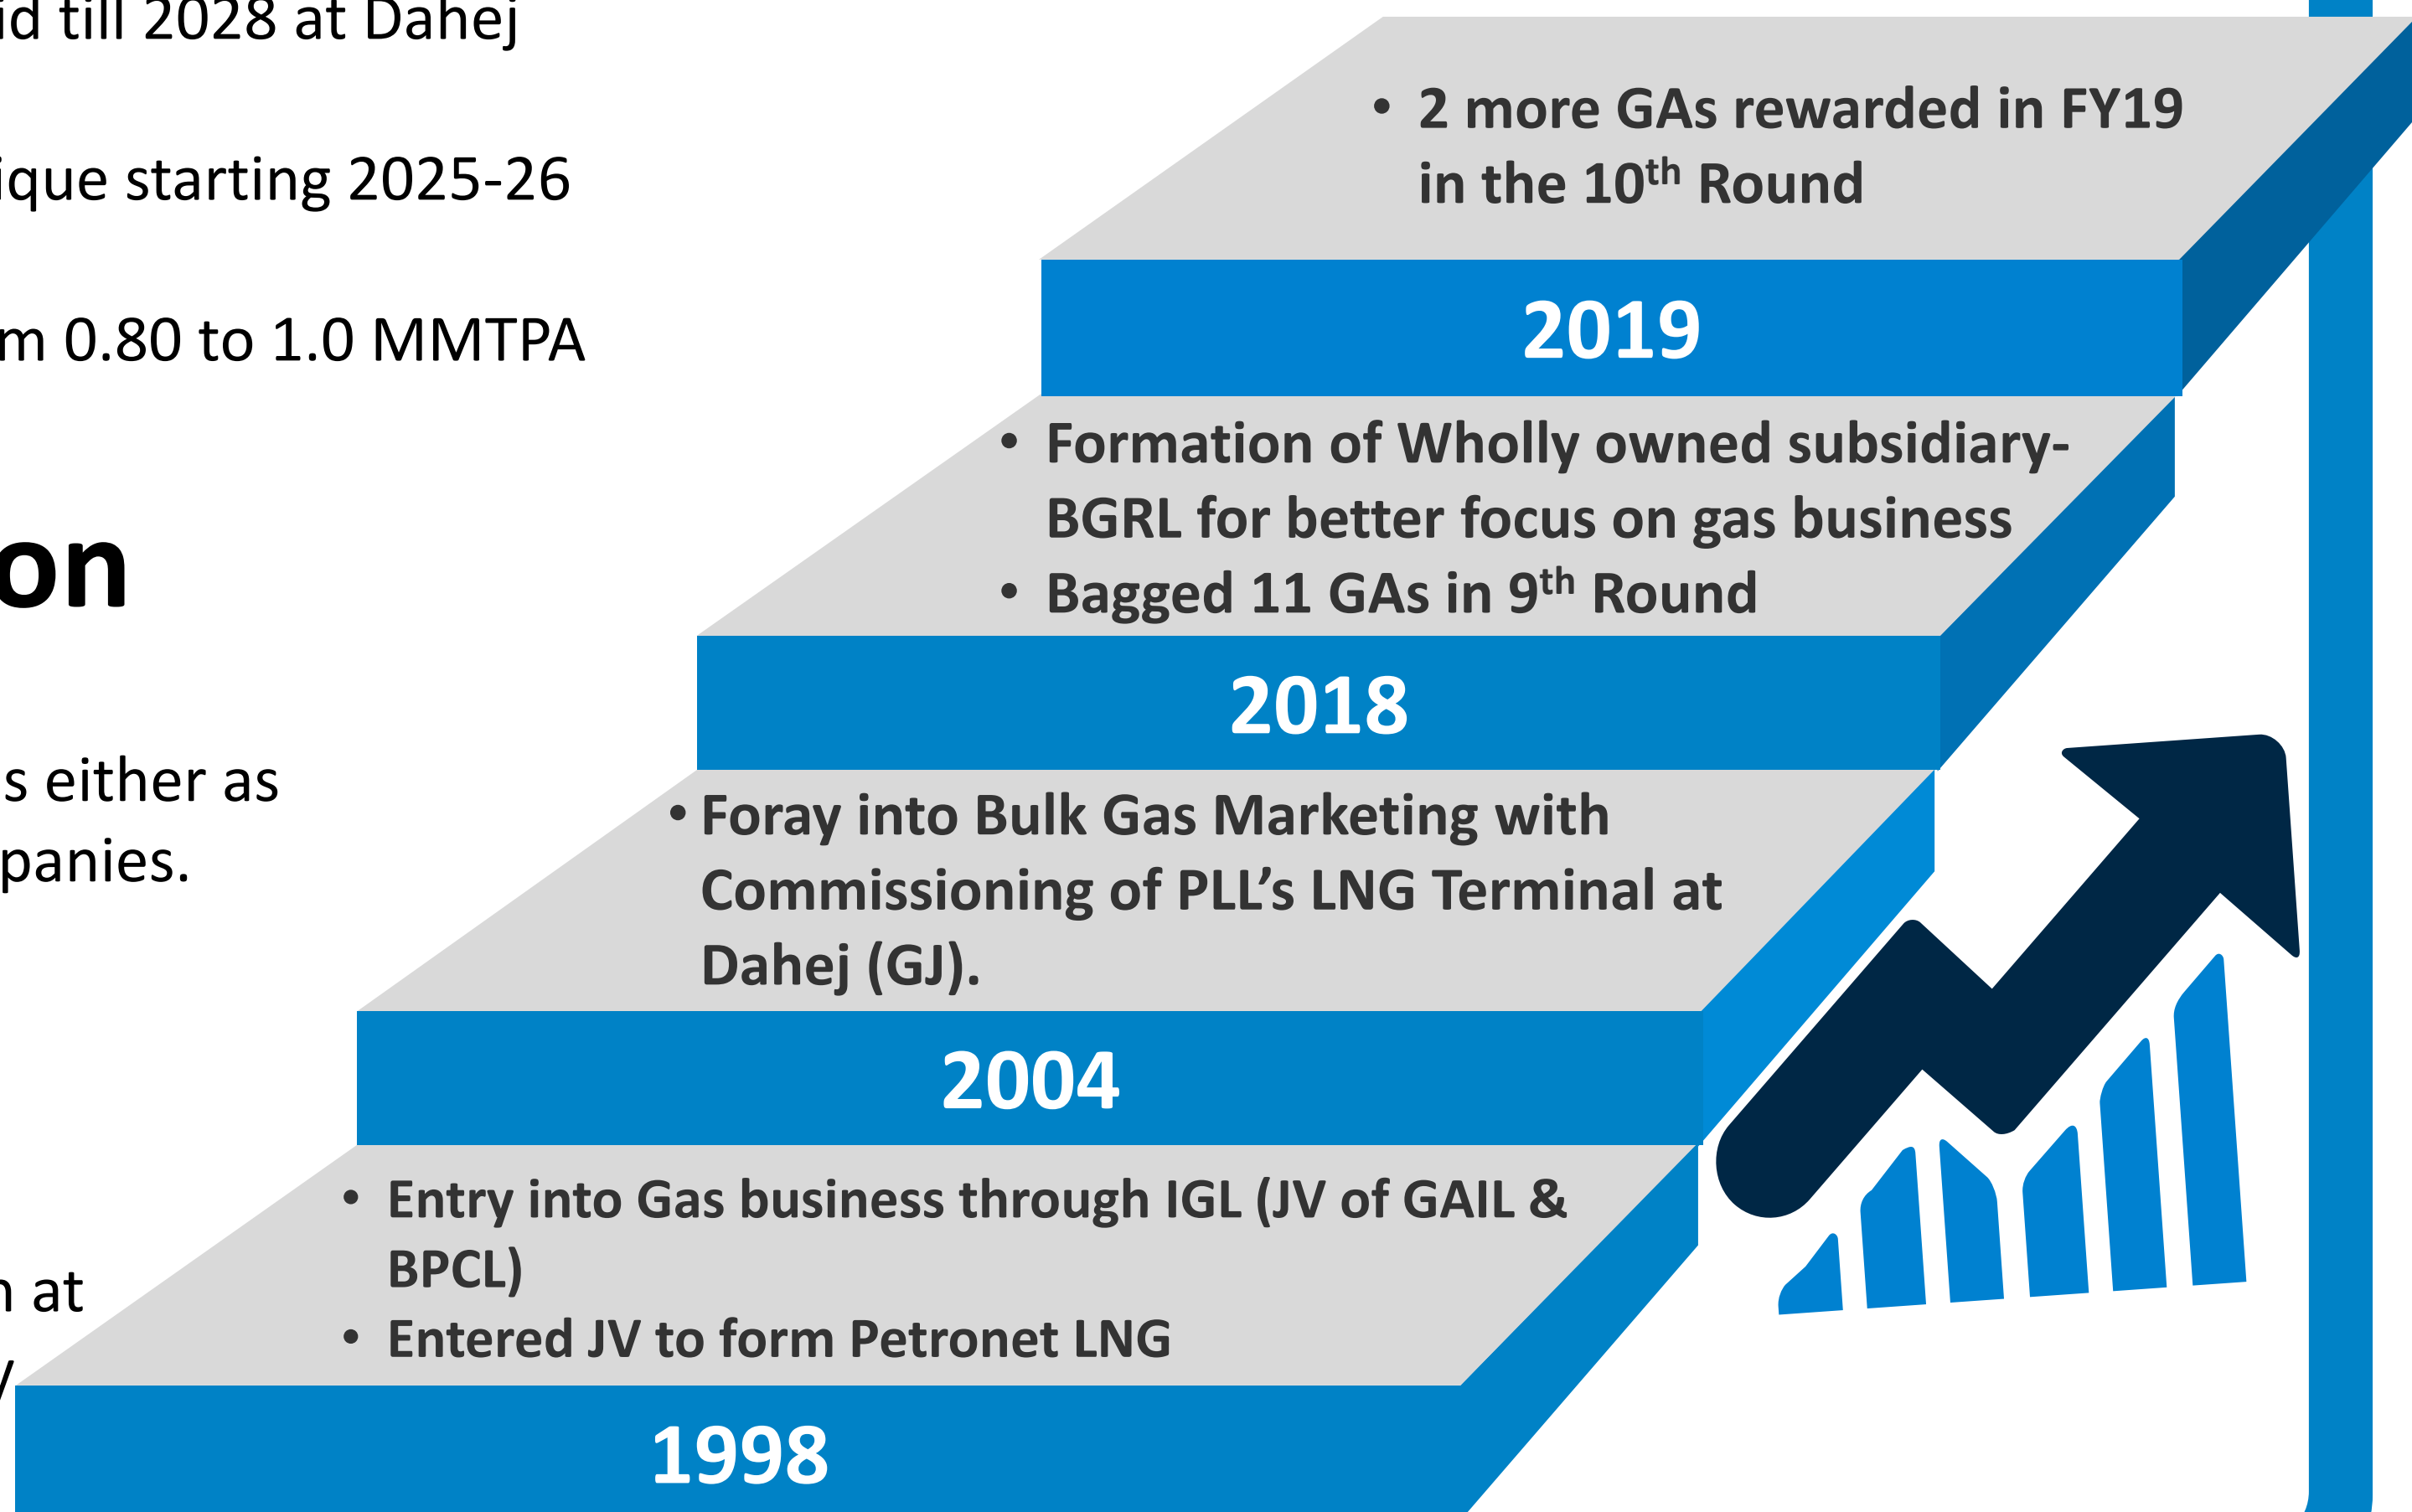 till 2028 at Dahej
starting 2025-26
0.80 to 1.0 MMTPA
either as
at
• 2 more GAs rewarded in FY19
in the 10th Round
2019
• Formation of Wholly owned subsidiary-
BGRL for better focus on gas business
• Bagged 11 GAs in 9th Round
2018
• Foray into Bulk Gas Marketing with
Commissioning of PLL’s LNG Terminal at
Dahej (GJ).
2004
• Entry into Gas business through IGL (JV of GAIL &
BPCL)
• Entered JV to form Petronet LNG
1998